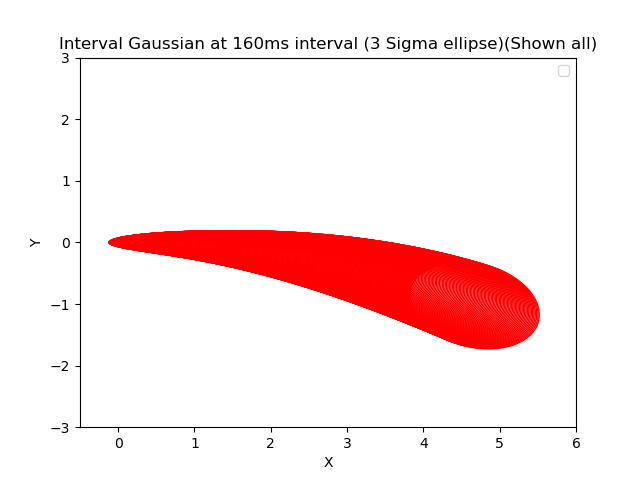 Interval Gaussian at 160ms interval (3 Sigma ellipse)(Shown all)
3
2
1
0
−1
−2
−3
Y
0 1 2 3 4 5 6
X